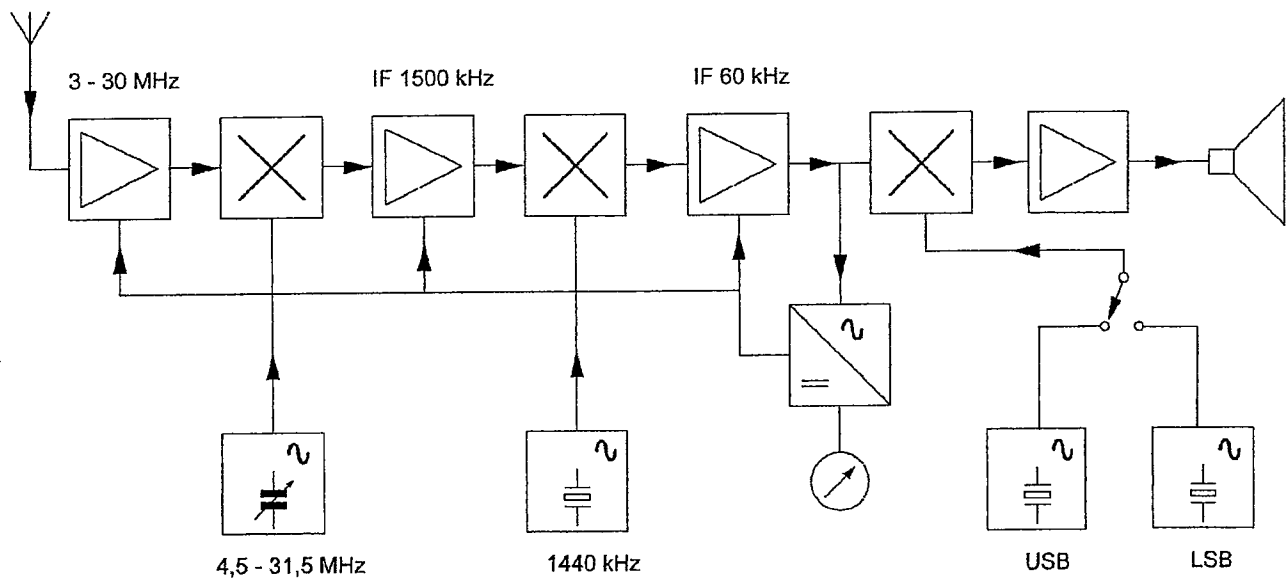 3 - 30 MHz
IF 1500 kHz
IF 60 kHz
4,5 - 31,5 MHz
1440 kHz
USB
LSB